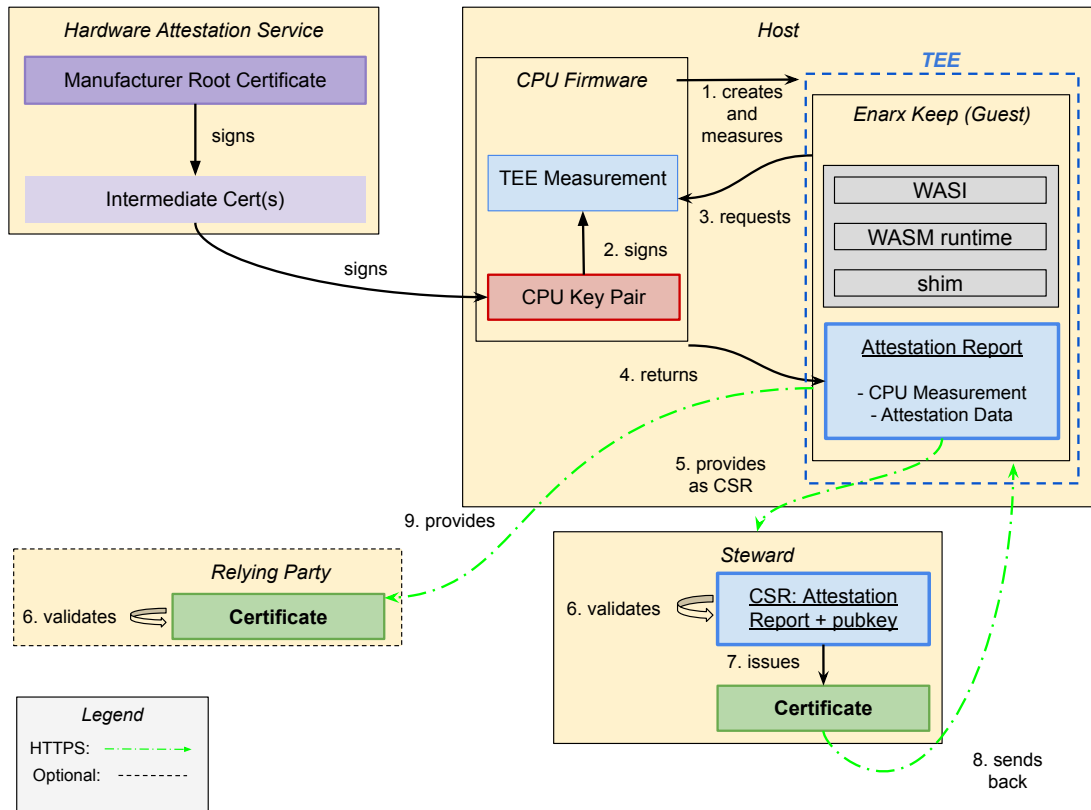 Hardware Attestation Service
Manufacturer Root Certificate
signs
Intermediate Cert(s)
signs
Host
CPU Firmware
1. creates
and
measures
TEE
Enarx Keep (Guest)
TEE Measurement
3. requests
WASI
WASM runtime
shim
2. signs
CPU Key Pair
4. returns
Attestation Report
- CPU Measurement
- Attestation Data
5. provides
as CSR
9. provides
Relying Party
6. validates
Certificate
Steward
6. validates
CSR: Attestation
Report + pubkey
7. issues
Certificate
8. sends
back
Legend
HTTPS:
Optional: